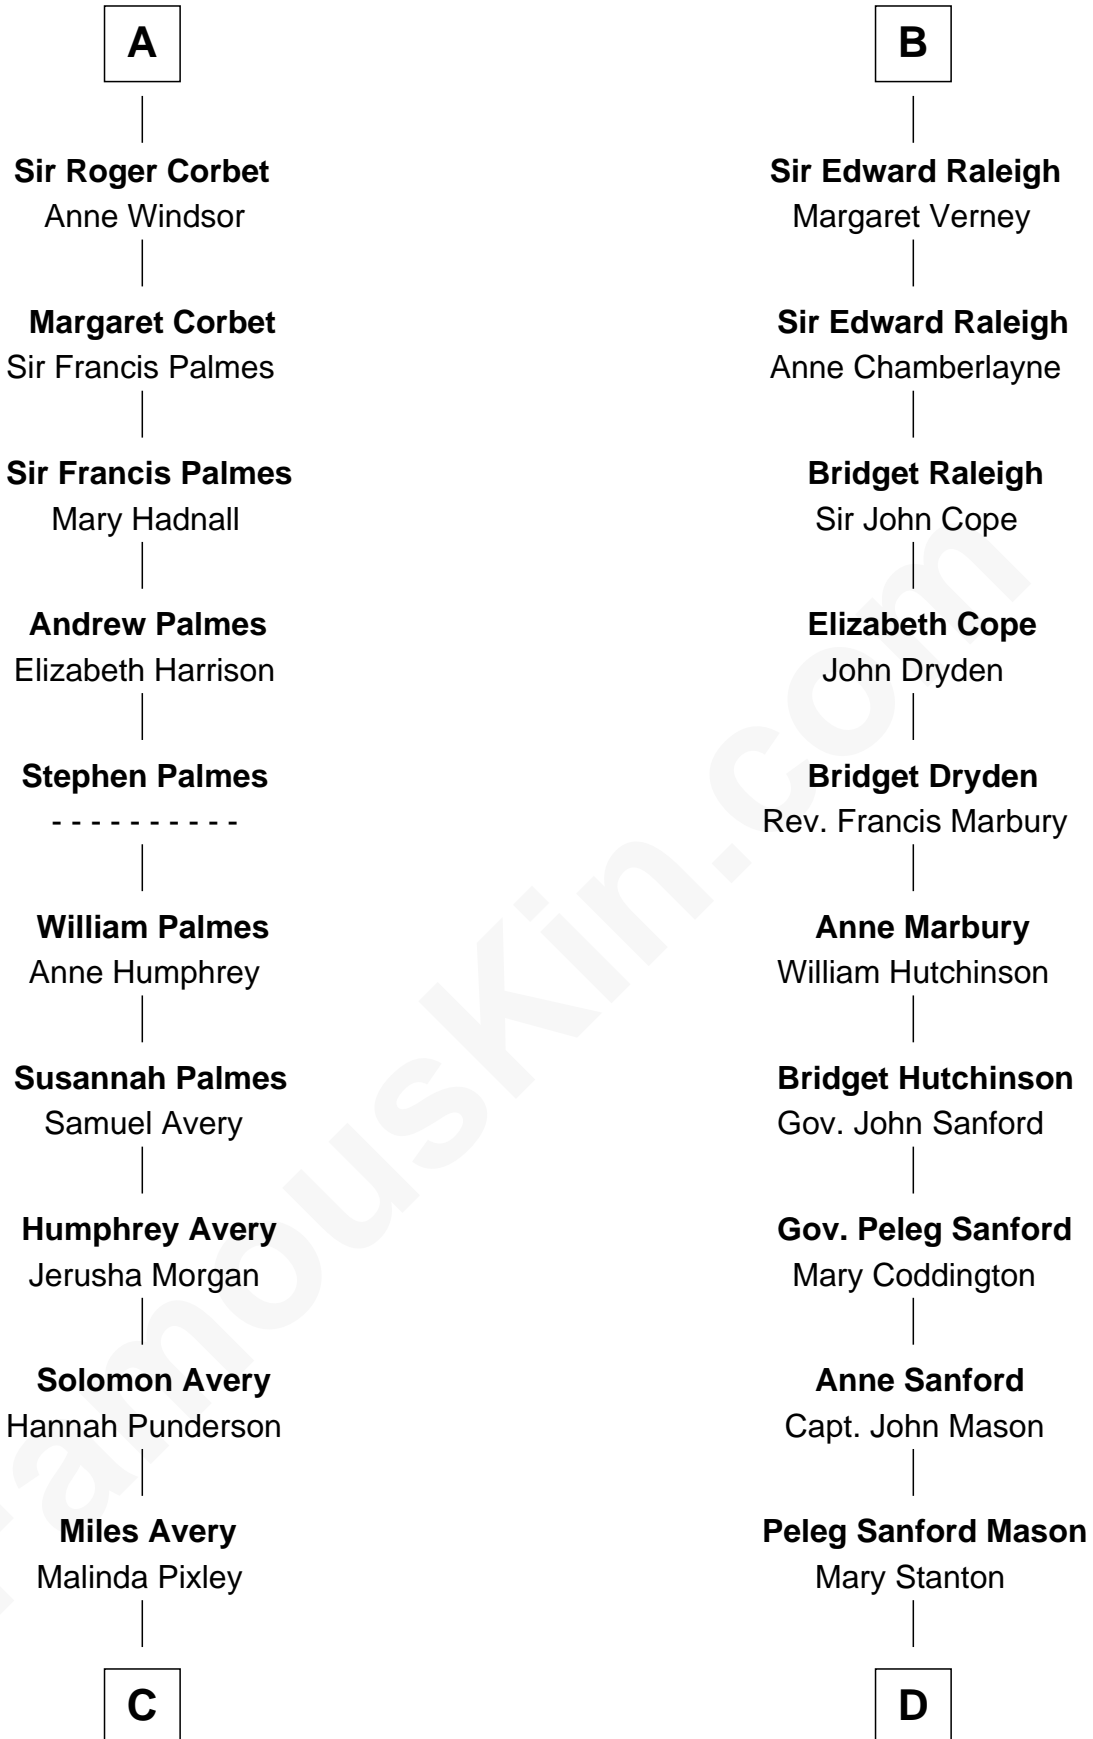 A
Sir Roger Corbet
Anne Windsor
Margaret Corbet
Sir Francis Palmes
Sir Francis Palmes
Mary Hadnall
Andrew Palmes
Elizabeth Harrison
Stephen Palmes
- - - - - - - - - -
William Palmes
Anne Humphrey
Susannah Palmes
Samuel Avery
Humphrey Avery
Jerusha Morgan
Solomon Avery
Hannah Punderson
Miles Avery
Malinda Pixley
C
B
Sir Edward Raleigh
Margaret Verney
Sir Edward Raleigh
Anne Chamberlayne
Bridget Raleigh
Sir John Cope
Elizabeth Cope
John Dryden
Bridget Dryden
Rev. Francis Marbury
Anne Marbury
William Hutchinson
Bridget Hutchinson
Gov. John Sanford
Gov. Peleg Sanford
Mary Coddington
Anne Sanford
Capt. John Mason
Peleg Sanford Mason
Mary Stanton
D
FamousKin.com